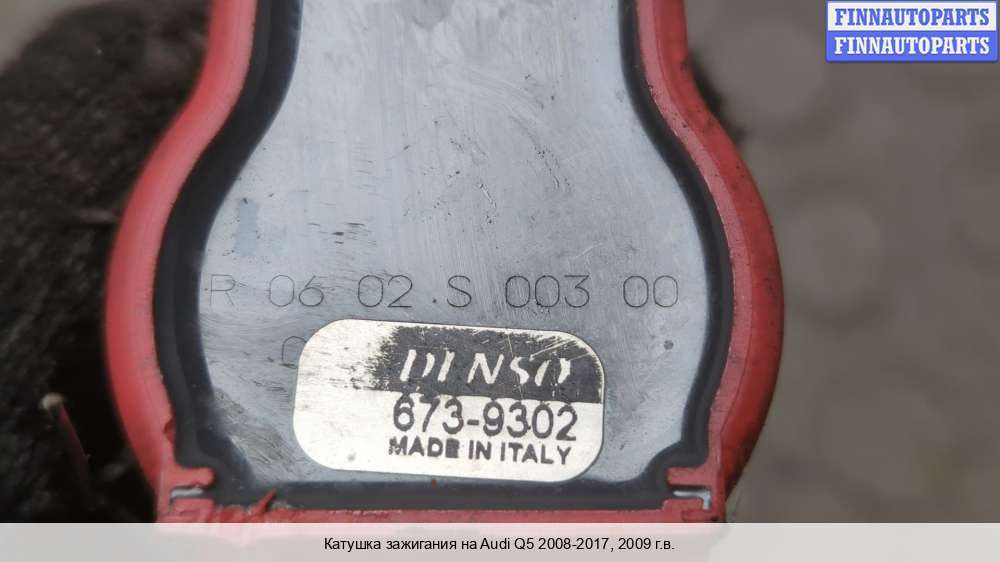 FINNAUTOPARTS
FINNAUTOPARTS
R 06 02 S 003 00
DENSO
673-9302
MADE IN ITALY
Катушка зажигания на Audi Q5 2008-2017, 2009 г.в.